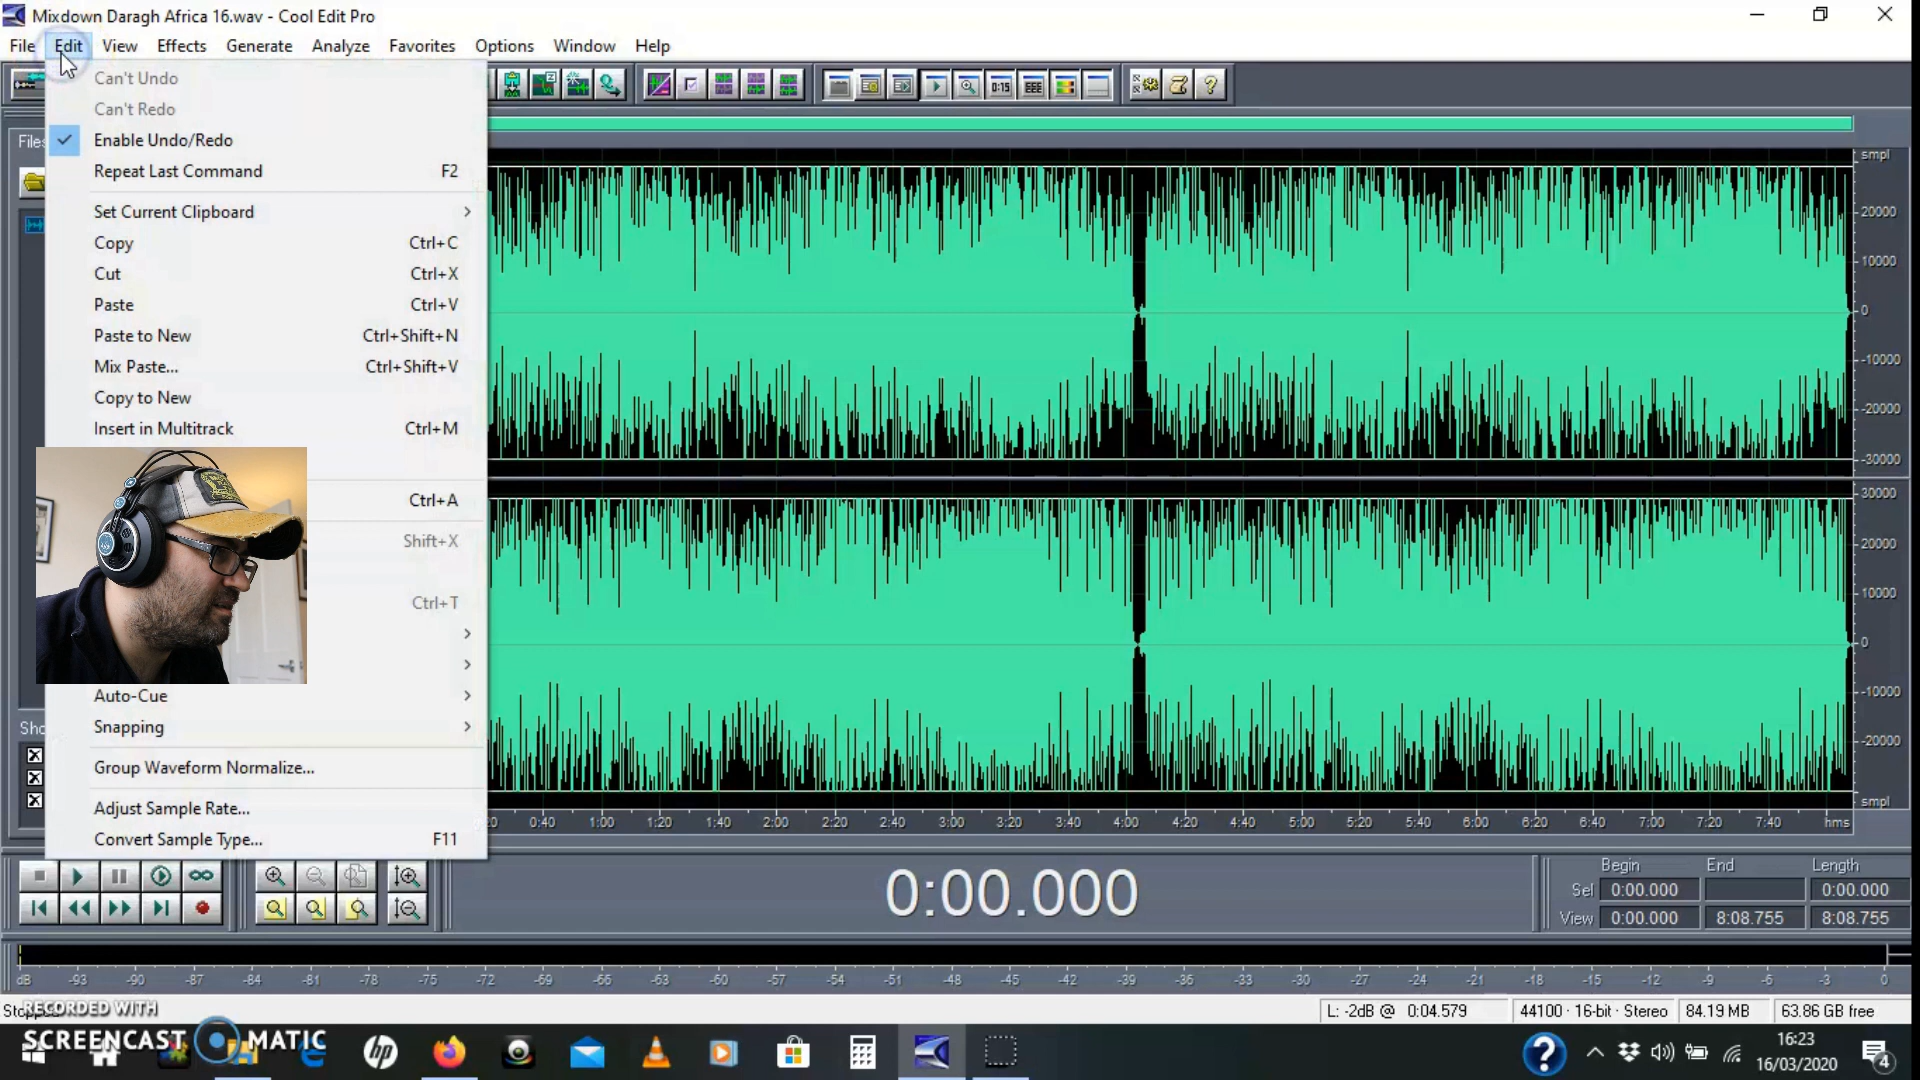 Mixdown Daragh Africa 16.wav - Cool Edit Pro
File Edit View Effects Generate Analyze Favorites Options Window Help
Can't Undo
Can't Redo
Enable Undo/Redo
Repeat Last Command F2
Set Current Clipboard
Copy Ctrl+C
Cut Ctrl+X
Paste Ctrl+V
Paste to New Ctrl+Shift+N
Mix Paste... Ctrl+Shift+V
Copy to New
Insert in Multitrack Ctrl+M
Ctrl+A
Shift+X
Ctrl+T
Auto-Cue
Snapping
Group Waveform Normalize...
Adjust Sample Rate...
Convert Sample Type... F11
Files
0:15
smpl
20000
10000
0
-10000
-20000
-30000
30000
20000
10000
0
-10000
-20000
smpl
0:40 1:00 1:20 1:40 2:00 2:20 2:40 3:00 3:20 3:40 4:00 4:20 4:40 5:00 5:20 5:40 6:00 6:20 6:40 7:00 7:20 7:40 hms
0:00.000
Begin End Length
Sel 0:00.000 0:00.000
View 0:00.000 8:08.755 8:08.755
dB -93 -90 -87 -84 -81 -78 -75 -72 -69 -66 -63 -60 -57 -54 -51 -48 -45 -42 -39 -36 -33 -30 -27 -24 -21 -18 -15 -12 -9 -6 -3 0
L: -2dB @ 0:04.579 44100 · 16-bit · Stereo 84.19 MB 63.86 GB free
RECORDED WITH
SCREENCAST MATIC
hp
16:23
16/03/2020
4